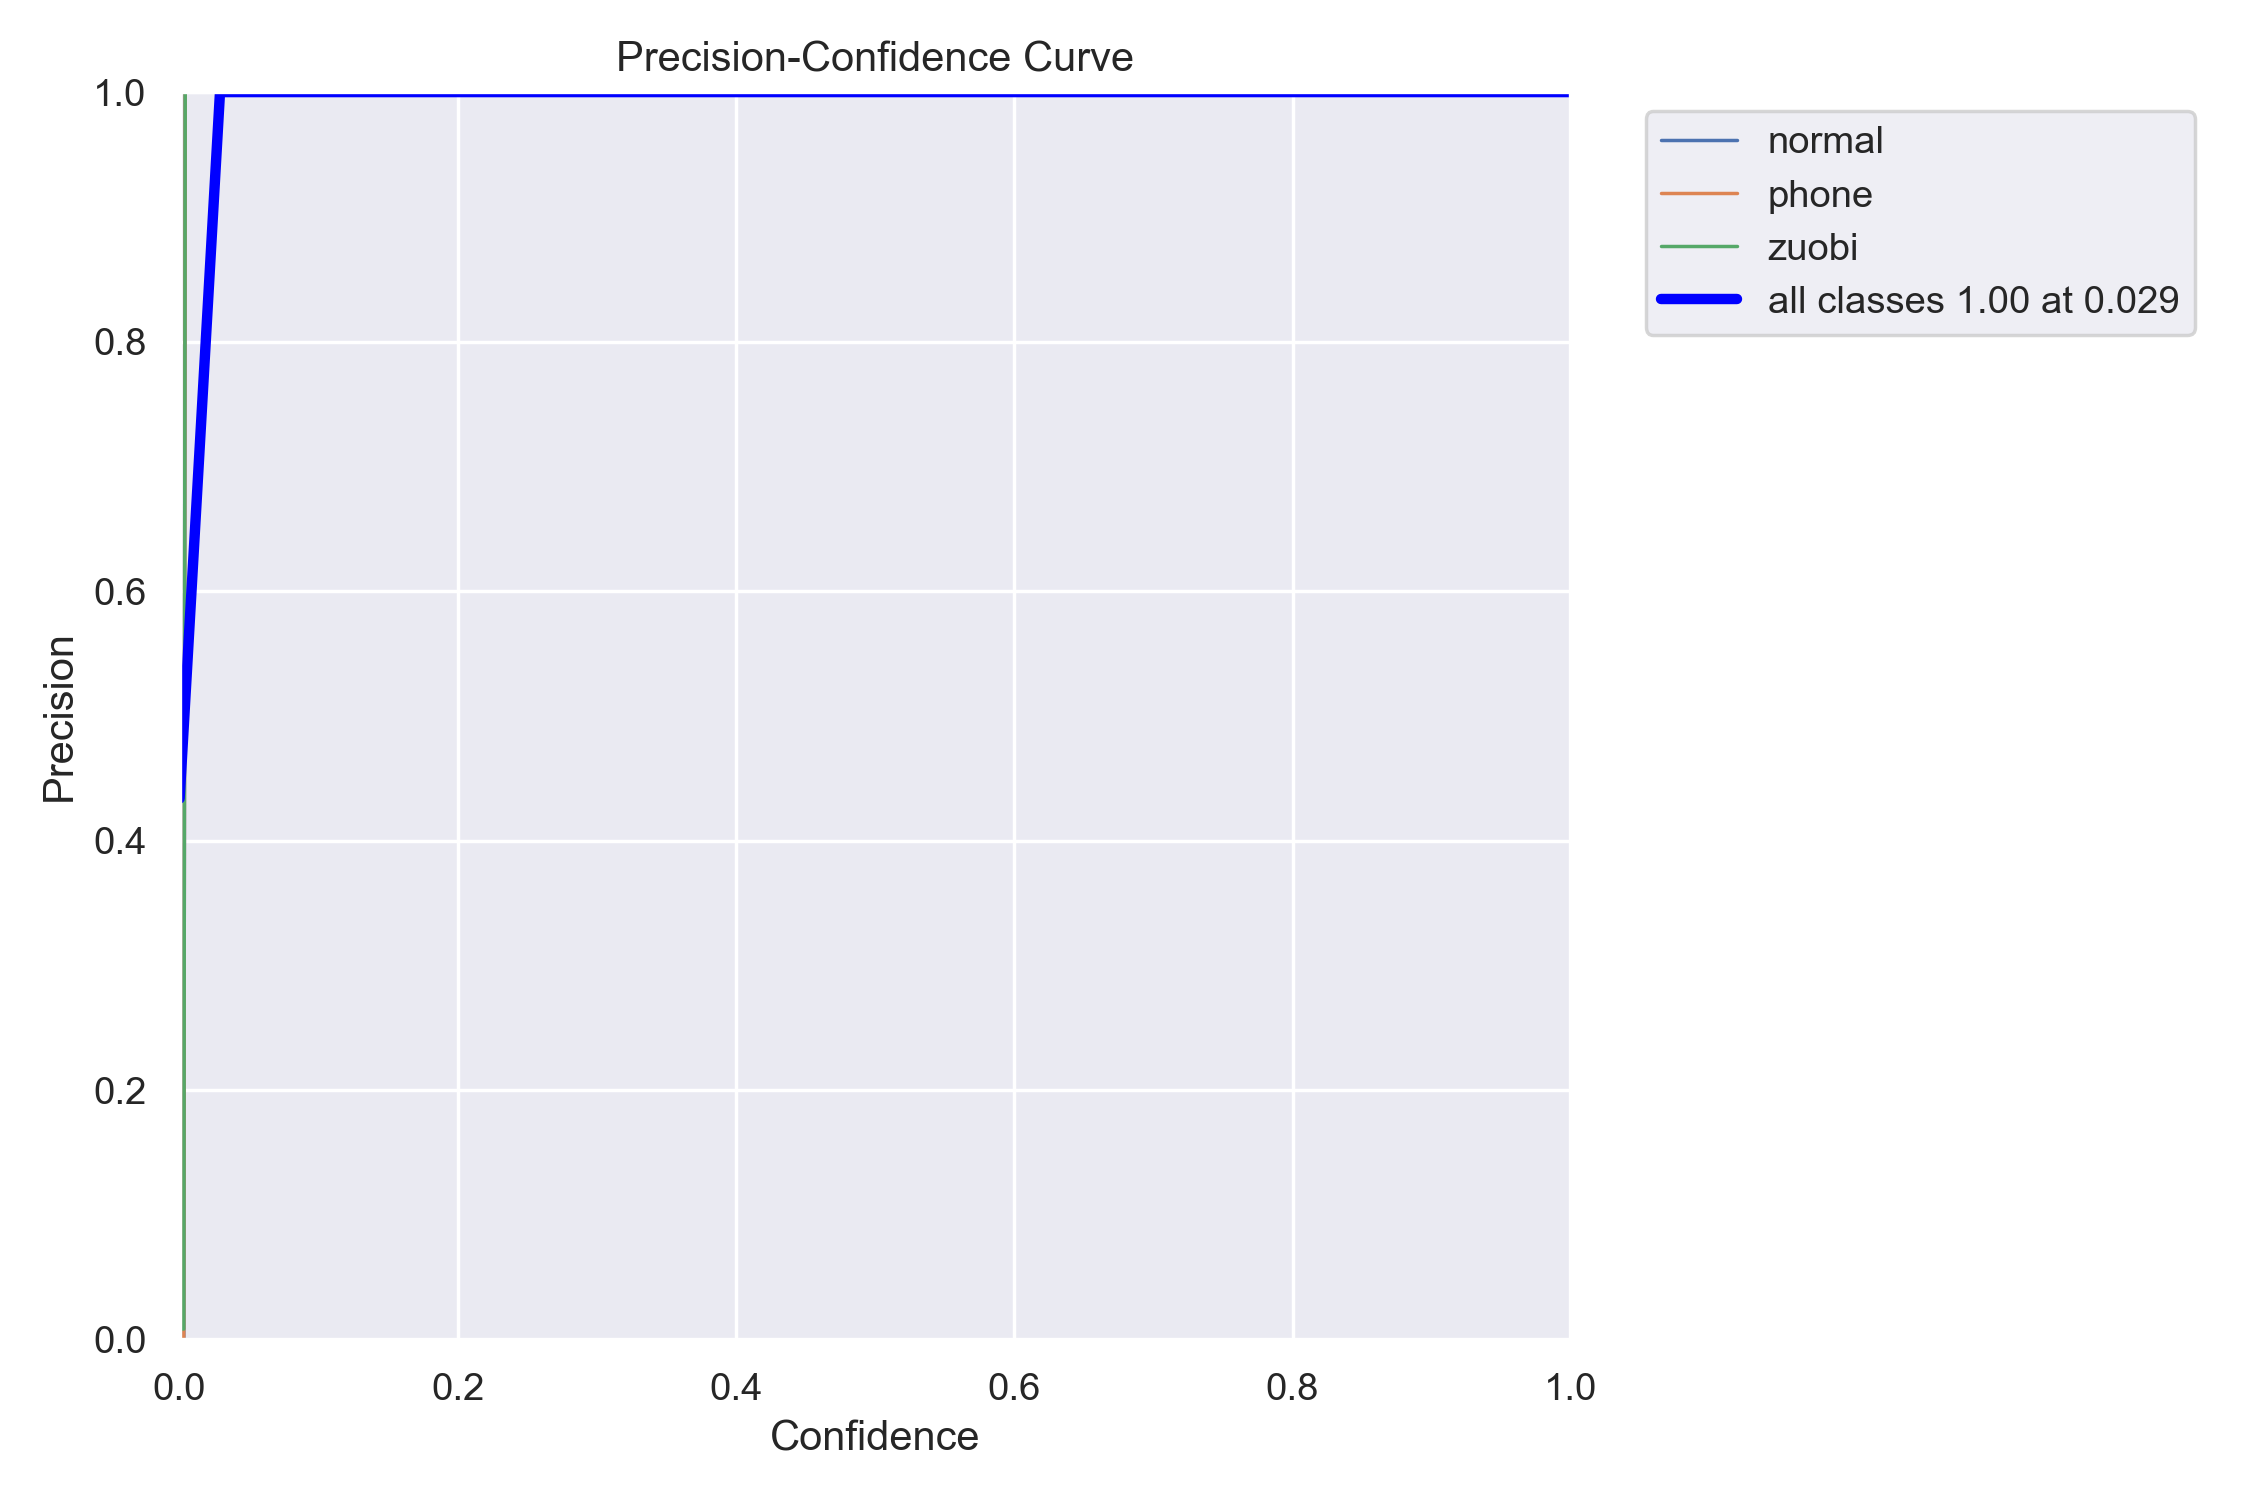 Precision-Confidence Curve
1.0
0.8
0.6
0.4
0.2
0.0
Precision
0.0 0.2 0.4 0.6 0.8 1.0
Confidence
normal
phone
zuobi
all classes 1.00 at 0.029